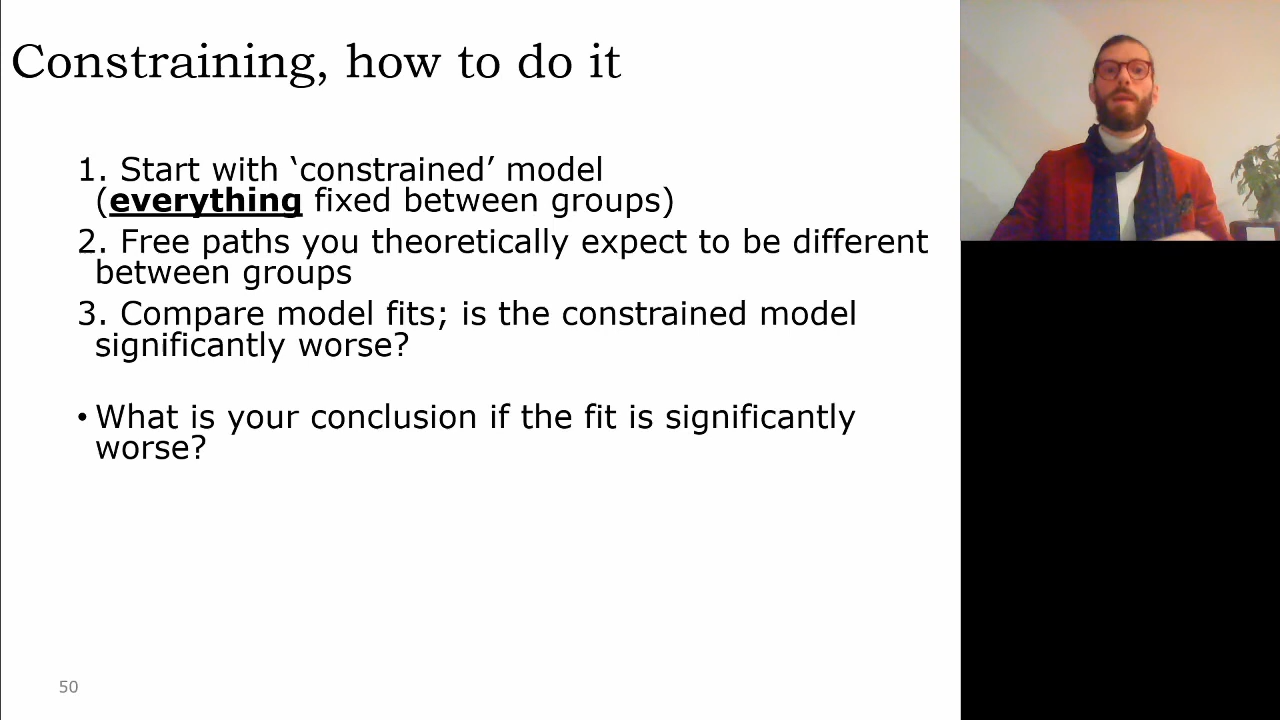 Constraining, how to do it
1. Start with ‘constrained’ model
(everything fixed between groups)
2. Free paths you theoretically expect to be different
between groups
3. Compare model fits; is the constrained model
significantly worse?
• What is your conclusion if the fit is significantly
worse?
50